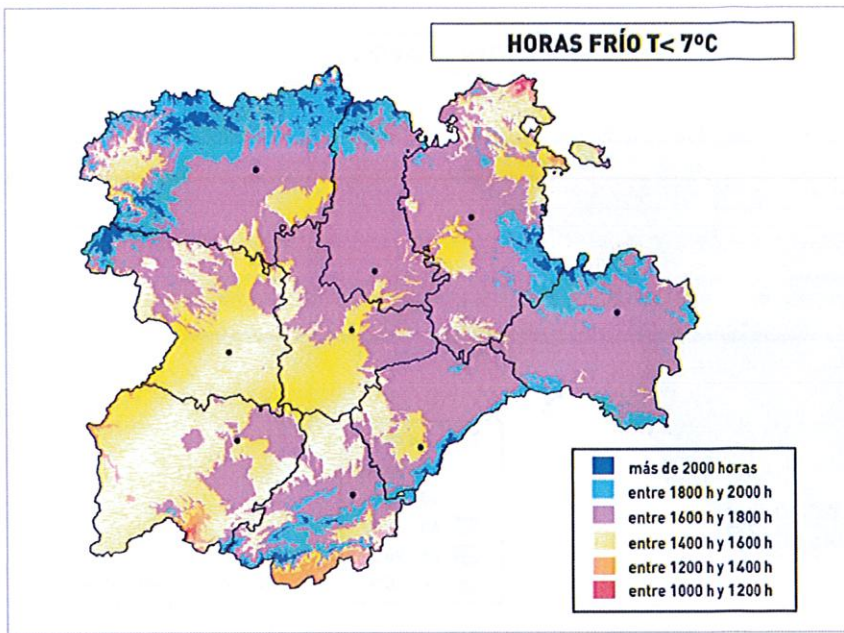 HORAS FRÍO T< 7ºC
más de 2000 horas
entre 1800 h y 2000 h
entre 1600 h y 1800 h
entre 1400 h y 1600 h
entre 1200 h y 1400 h
entre 1000 h y 1200 h